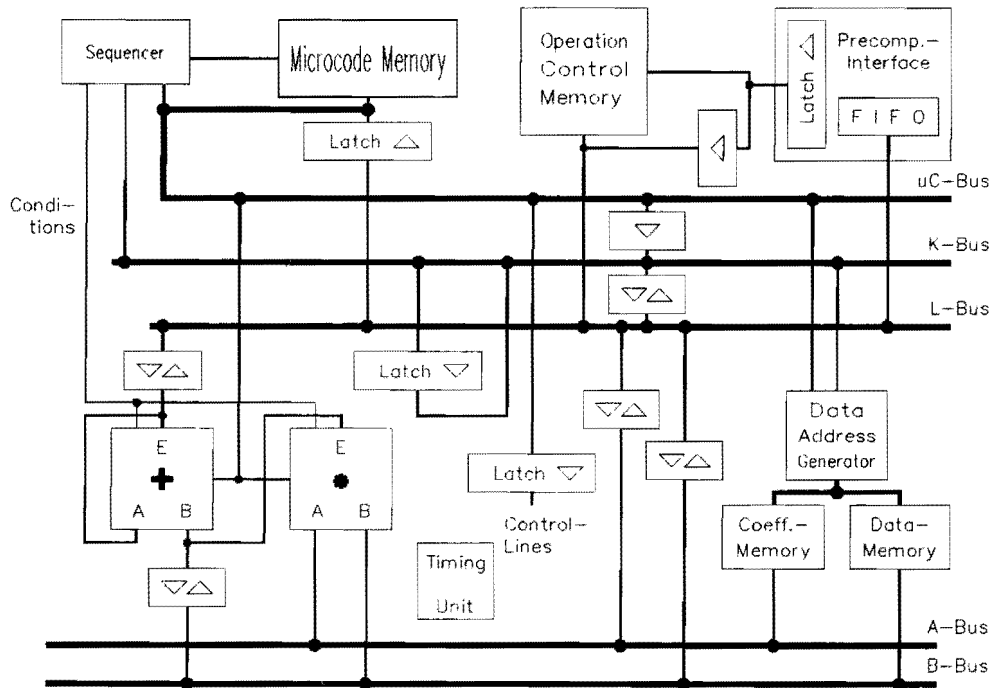 Sequencer
Microcode Memory
Operation
Control
Memory
Latch
Precomp.-
Interface
F I F O
Latch
uC-Bus
Condi-
tions
K-Bus
L-Bus
Latch
E
A B
E
A B
Latch
Control-
Lines
Timing
Unit
Data
Address
Generator
Coeff.-
Memory
Data-
Memory
A-Bus
B-Bus